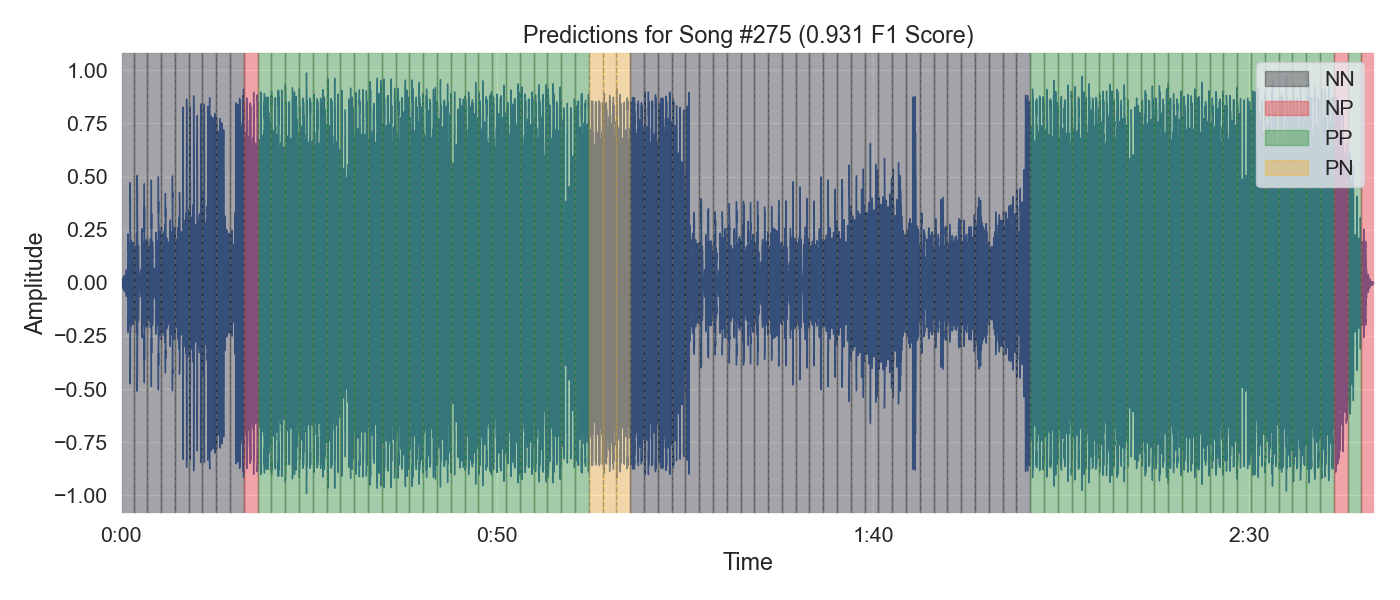 Predictions for Song #275 (0.931 F1 Score)
1.00
0.75
0.50
0.25
0.00
−0.25
−0.50
−0.75
−1.00
Amplitude
NN
NP
PP
PN
0:00
0:50
1:40
2:30
Time